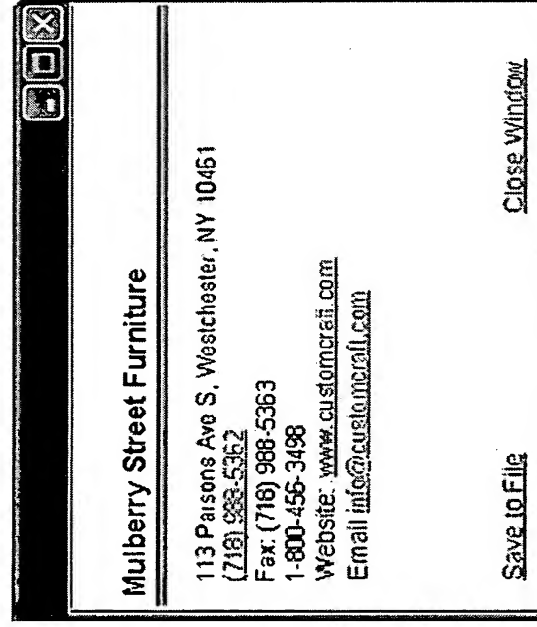 Mulberry Street Furniture
113 Parsons Ave S, Westchester, NY 10461
(718) 988-5362
Fax: (718) 988-5363
1-800-456-3498
Website: www.customcraft.com
Email info@customcraft.com
Save to File
Close Window